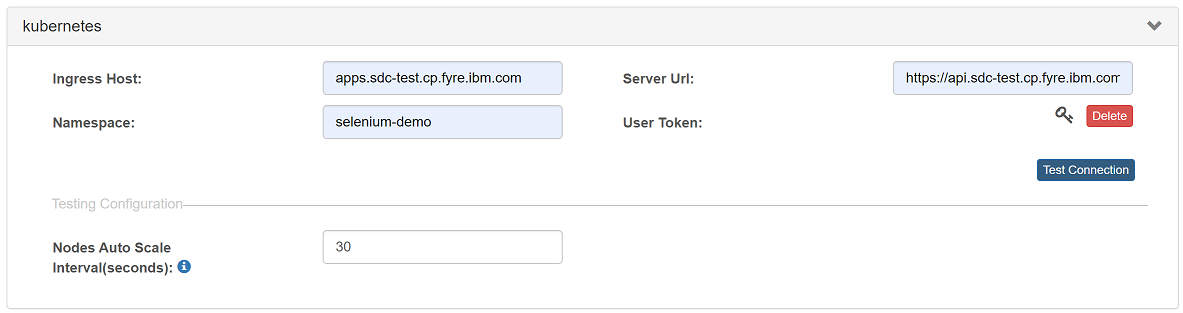 kubernetes
Ingress Host:
apps.sdc-test.cp.fyre.ibm.com
Server Url:
https://api.sdc-test.cp.fyre.ibm.com
Namespace:
selenium-demo
User Token:
Delete
Test Connection
Testing Configuration
Nodes Auto Scale
Interval(seconds):
30